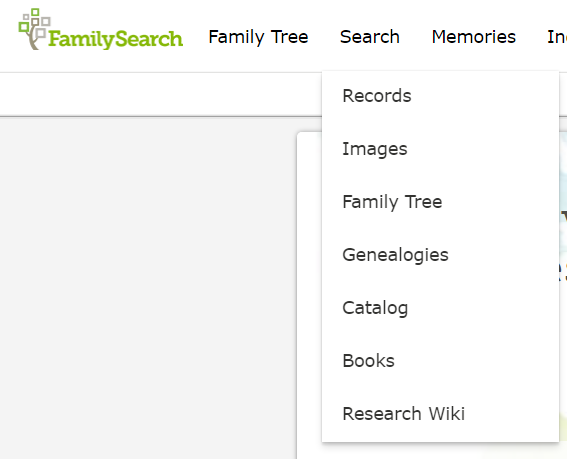 FamilySearch Family Tree Search Memories
Records
Images
Family Tree
Genealogies
Catalog
Books
Research Wiki